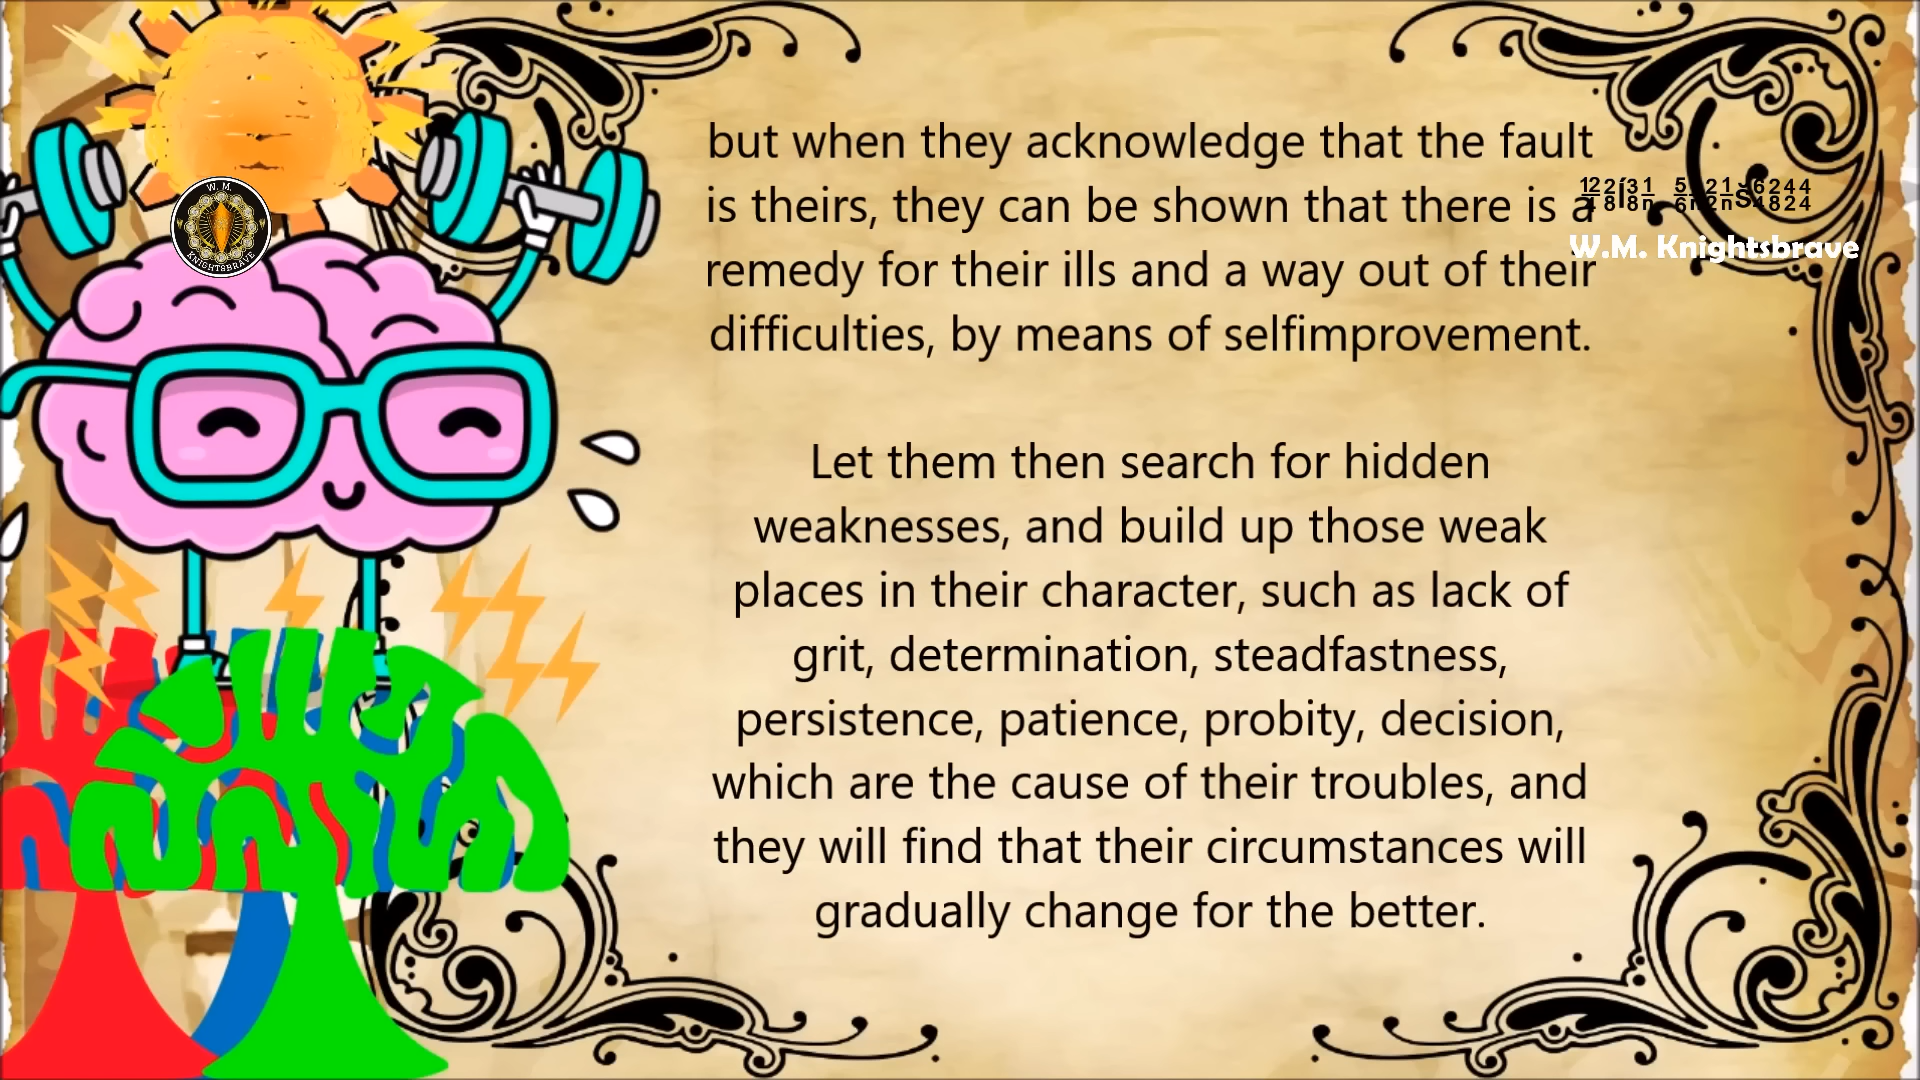 but when they acknowledge that the fault
is theirs, they can be shown that there is a
remedy for their ills and a way out of their
difficulties, by means of selfimprovement.
Let them then search for hidden
weaknesses, and build up those weak
places in their character, such as lack of
grit, determination, steadfastness,
persistence, patience, probity, decision,
which are the cause of their troubles, and
they will find that their circumstances will
gradually change for the better.
W.M. Knightsbrave
W. M.
KNIGHTSBRAVE